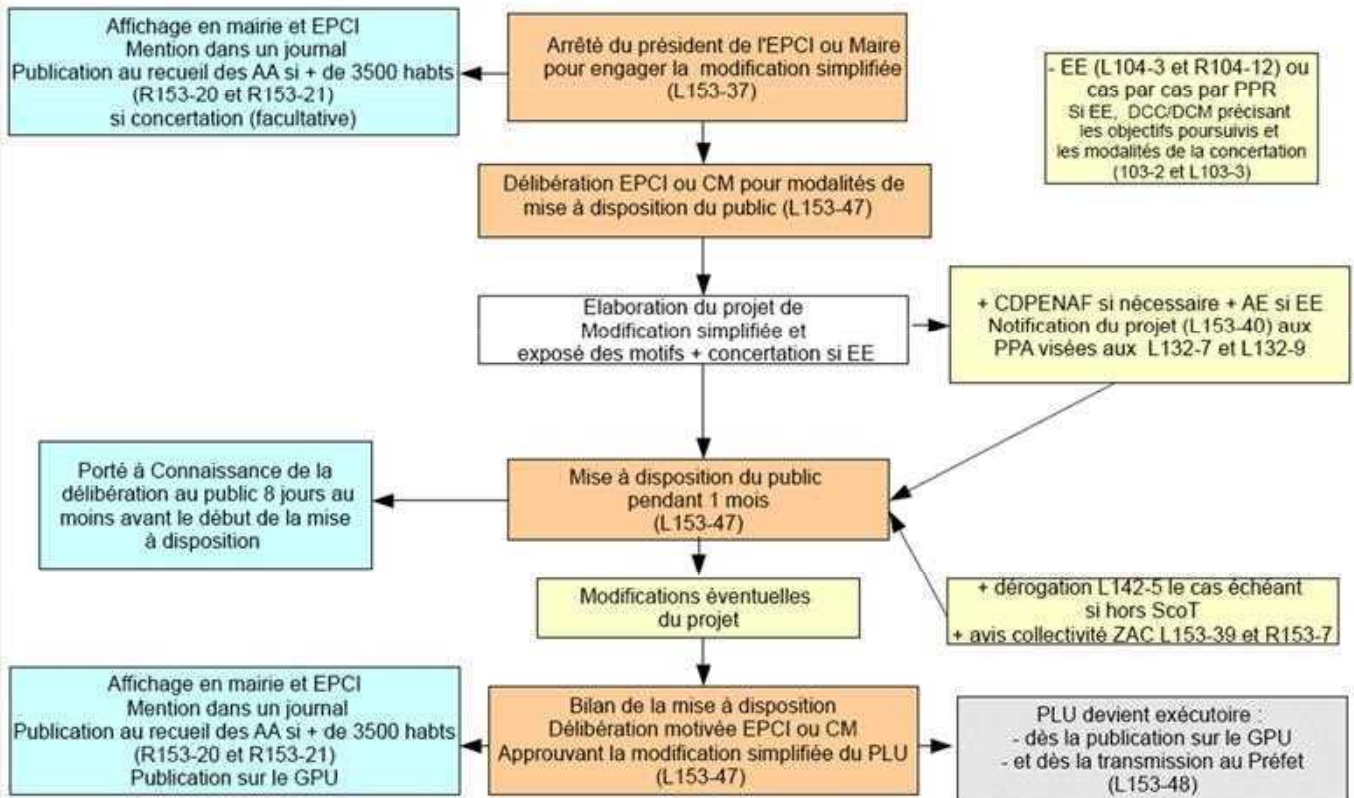 Affichage en mairie et EPCI
Mention dans un journal
Publication au recueil des AA si + de 3500 habts
(R153-20 et R153-21)
si concertation (facultative)
Arrêté du président de l'EPCI ou Maire
pour engager la modification simplifiée
(L153-37)
- EE (L104-3 et R104-12) ou
cas par cas par PPR
Si EE, DCC/DCM précisant
les objectifs poursuivis et
les modalités de la concertation
(103-2 et L103-3)
Délibération EPCI ou CM pour modalités de
mise à disposition du public (L153-47)
Elaboration du projet de
Modification simplifiée et
exposé des motifs + concertation si EE
+ CDPENAF si nécessaire + AE si EE
Notification du projet (L153-40) aux
PPA visées aux L132-7 et L132-9
Porté à Connaissance de la
délibération au public 8 jours au
moins avant le début de la mise
à disposition
Mise à disposition du public
pendant 1 mois
(L153-47)
Modifications éventuelles
du projet
+ dérogation L142-5 le cas échéant
si hors ScoT
+ avis collectivité ZAC L153-39 et R153-7
Affichage en mairie et EPCI
Mention dans un journal
Publication au recueil des AA si + de 3500 habts
(R153-20 et R153-21)
Publication sur le GPU
Bilan de la mise à disposition
Délibération motivée EPCI ou CM
Approuvant la modification simplifiée du PLU
(L153-47)
PLU devient exécutoire :
- dès la publication sur le GPU
- et dès la transmission au Préfet
(L153-48)